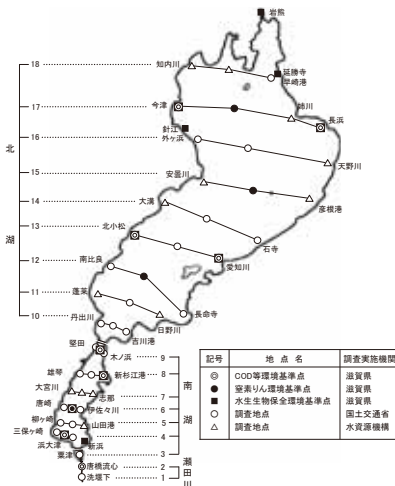 岩熊
18
知内川
延勝寺
早崎港
17
今津
姉川
長浜
16
針江
外ヶ浜
北
15
安曇川
天野川
14
大溝
彦根港
13
北小松
石寺
湖
12
南比良
愛知川
11
蓬莱
10
丹出川
日野川
長命寺
吉川港
堅田
木ノ浜
9
雄琴
新杉江港
8
大宮川
志那
7
南
唐崎
伊佐々川
6
柳ヶ崎
山田港
5
湖
三保ヶ崎
浜大津
新浜
4
粟津
3
瀬
唐橋流心
2
田
洗堰下
1
川
記号 地点名 調査実施機関
◎ COD等環境基準点 滋賀県
● 窒素りん環境基準点 滋賀県
■ 水生生物保全環境基準点 滋賀県
○ 調査地点 国土交通省
△ 調査地点 水資源機構